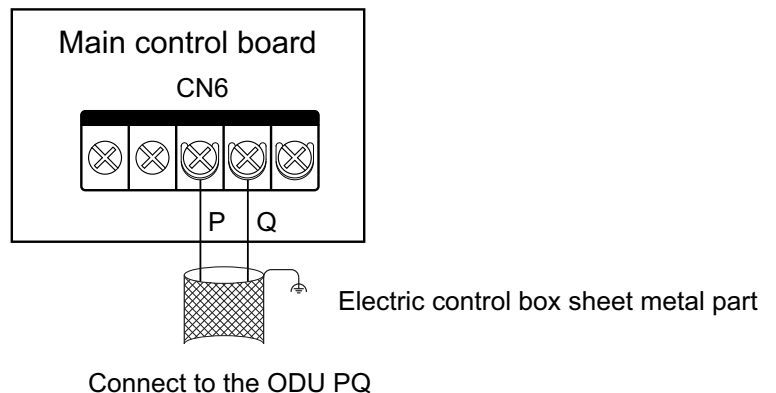 Main control board
CN6
P Q
Electric control box sheet metal part
Connect to the ODU PQ